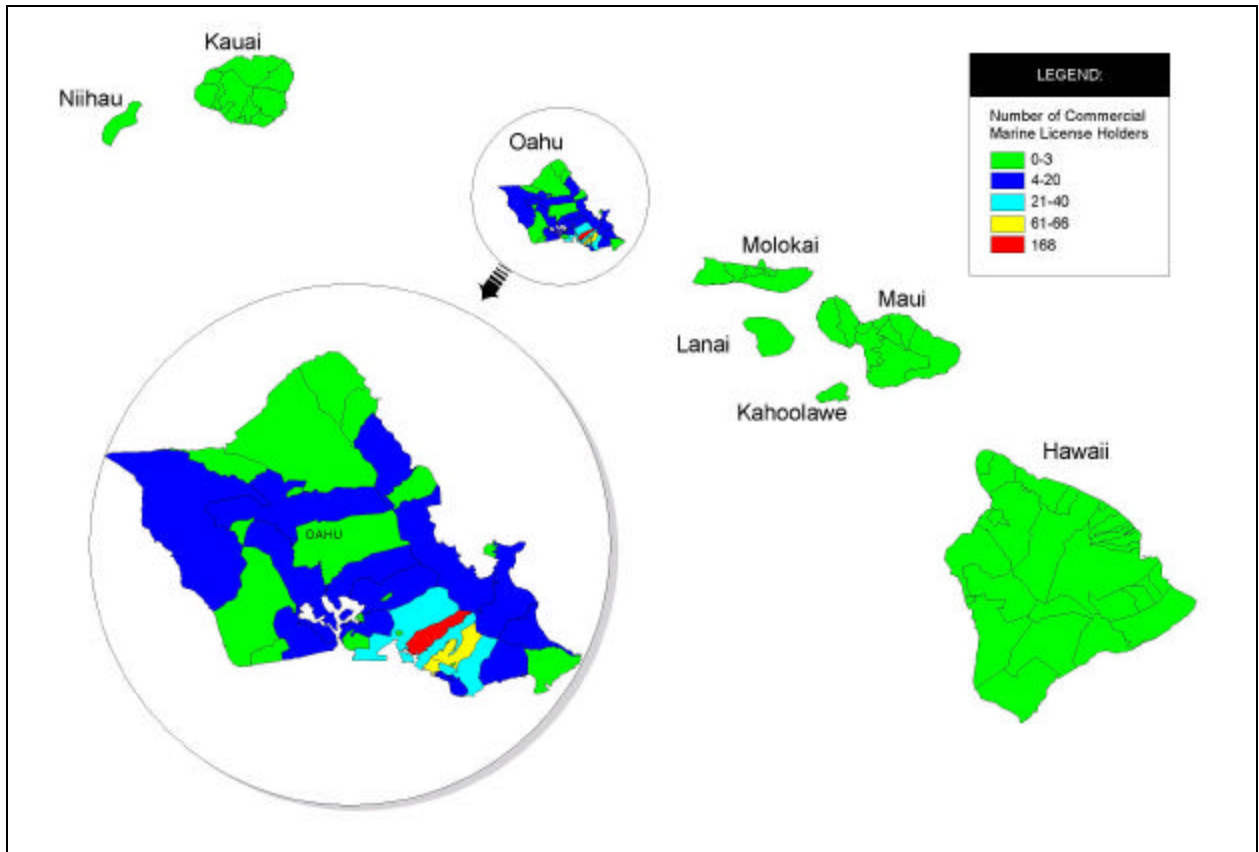 Kauai
Niihau
Oahu
LEGEND:
Number of Commercial
Marine License Holders
0-3
4-20
21-40
61-66
168
Molokai
Maui
Lanai
Kahoolawe
Hawaii
OAHU